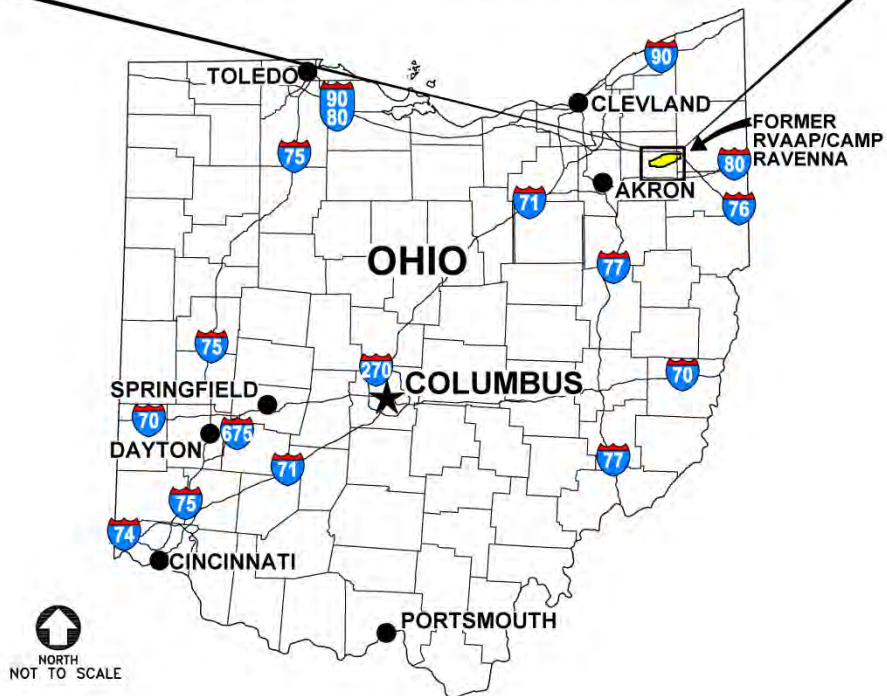 90
TOLEDO
90
80
CLEVLAND
FORMER
RVAAP/CAMP
RAVENNA
75
80
AKRON
71
76
OHIO
77
75
270
70
COLUMBUS
SPRINGFIELD
70
675
DAYTON
71
77
75
74
CINCINNATI
PORTSMOUTH
NORTH
NOT TO SCALE